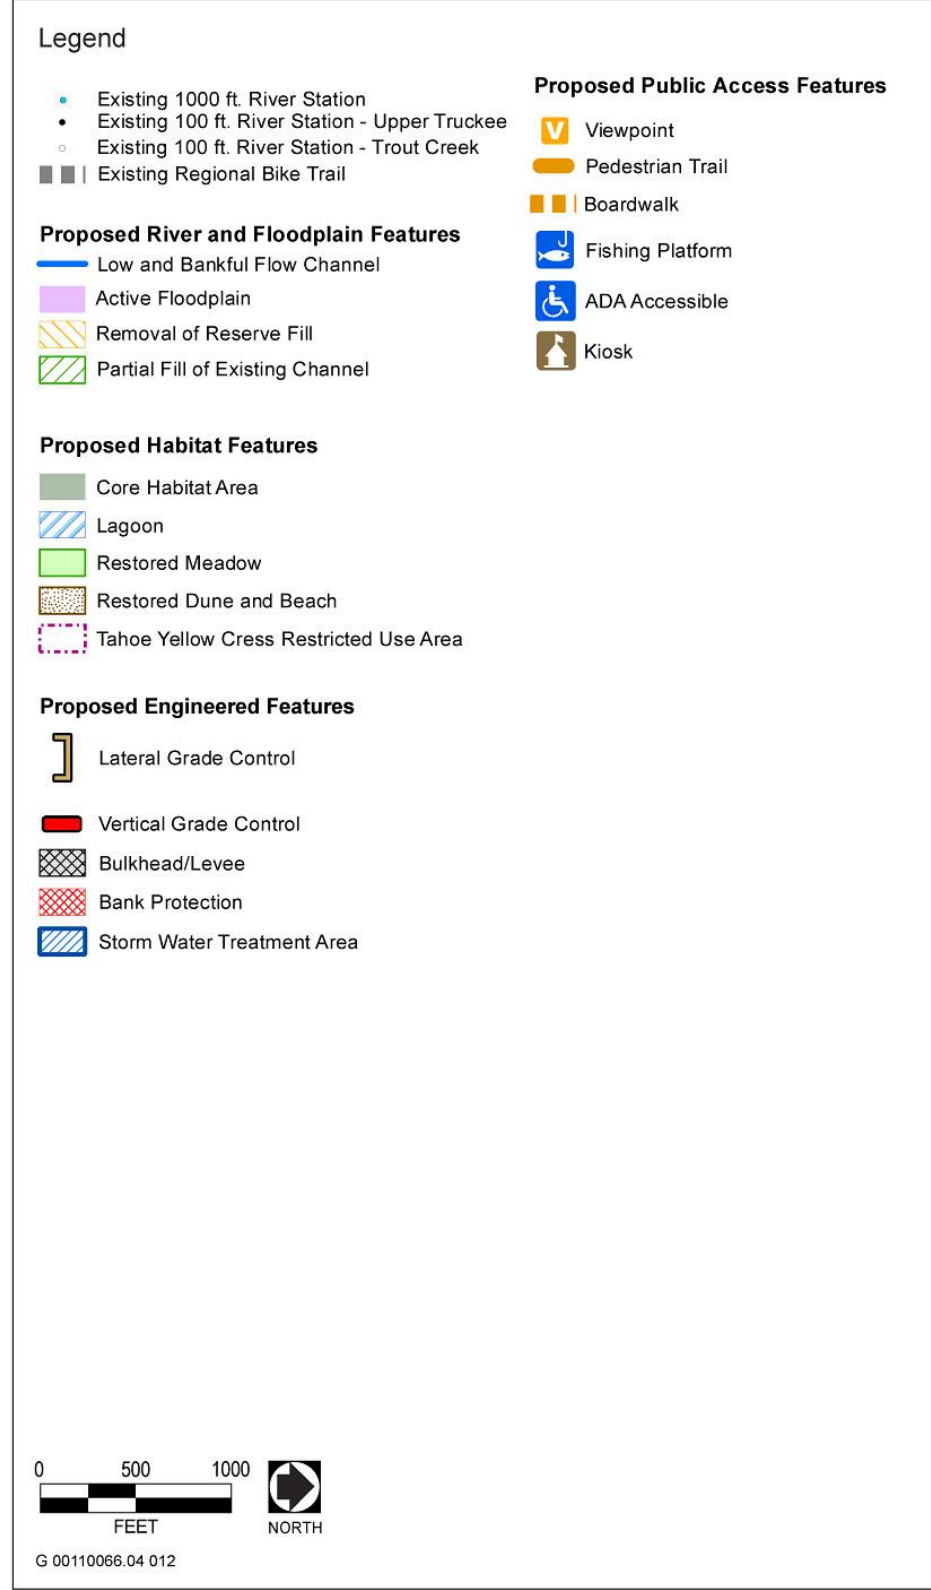 Legend
Existing 1000 ft. River Station
Existing 100 ft. River Station - Upper Truckee
Existing 100 ft. River Station - Trout Creek
Existing Regional Bike Trail
Proposed River and Floodplain Features
Low and Bankful Flow Channel
Active Floodplain
Removal of Reserve Fill
Partial Fill of Existing Channel
Proposed Habitat Features
Core Habitat Area
Lagoon
Restored Meadow
Restored Dune and Beach
Tahoe Yellow Cress Restricted Use Area
Proposed Engineered Features
Lateral Grade Control
Vertical Grade Control
Bulkhead/Levee
Bank Protection
Storm Water Treatment Area
Proposed Public Access Features
V Viewpoint
Pedestrian Trail
Boardwalk
Fishing Platform
ADA Accessible
Kiosk
0 500 1000
FEET
NORTH
G 00110066.04 012